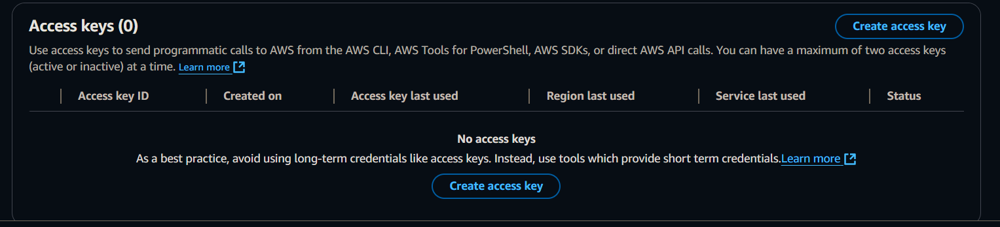 Access keys (0)
Create access key
Use access keys to send programmatic calls to AWS from the AWS CLI, AWS Tools for PowerShell, AWS SDKs, or direct AWS API calls. You can have a maximum of two access keys
(active or inactive) at a time. Learn more
Access key ID
Created on
Access key last used
Region last used
Service last used
Status
No access keys
As a best practice, avoid using long-term credentials like access keys. Instead, use tools which provide short term credentials.Learn more
Create access key